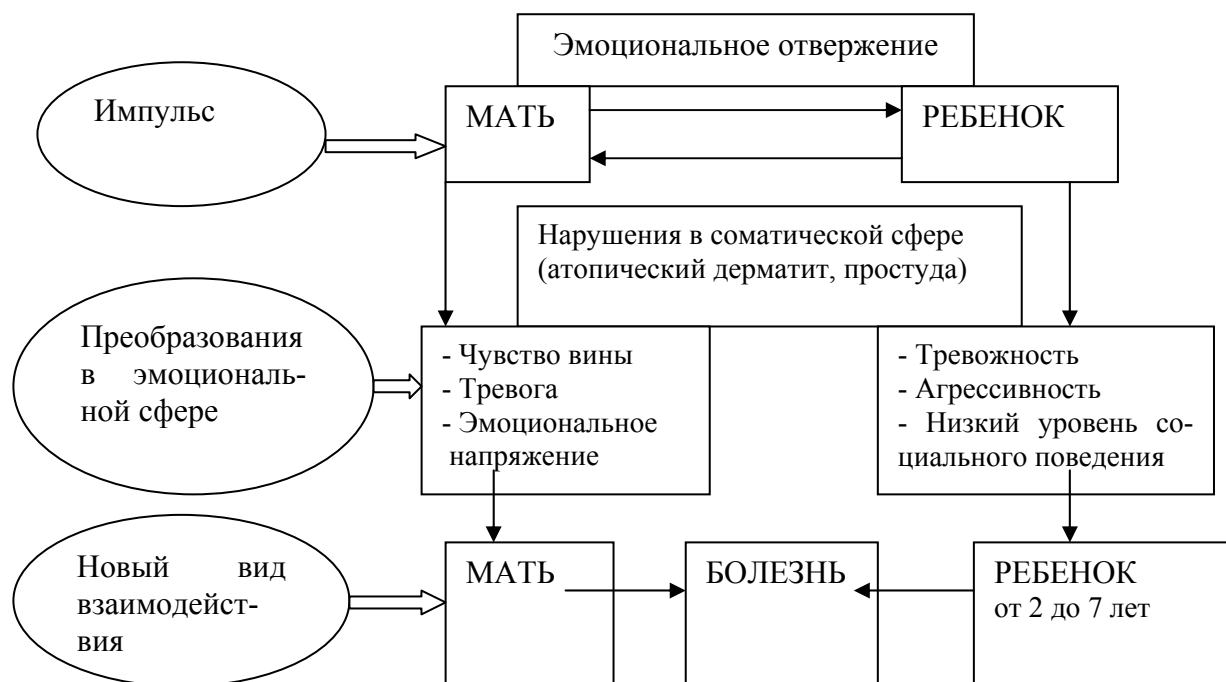 Эмоциональное отвержение
Импульс
МАТЬ
РЕБЕНОК
Нарушения в соматической сфере
(атопический дерматит, простуда)
Преобразования
в эмоциональ-
ной сфере
- Чувство вины
- Тревога
- Эмоциональное
напряжение
- Тревожность
- Агрессивность
- Низкий уровень со-
циального поведения
Новый вид
взаимодейст-
вия
МАТЬ
БОЛЕЗНЬ
РЕБЕНОК
от 2 до 7 лет